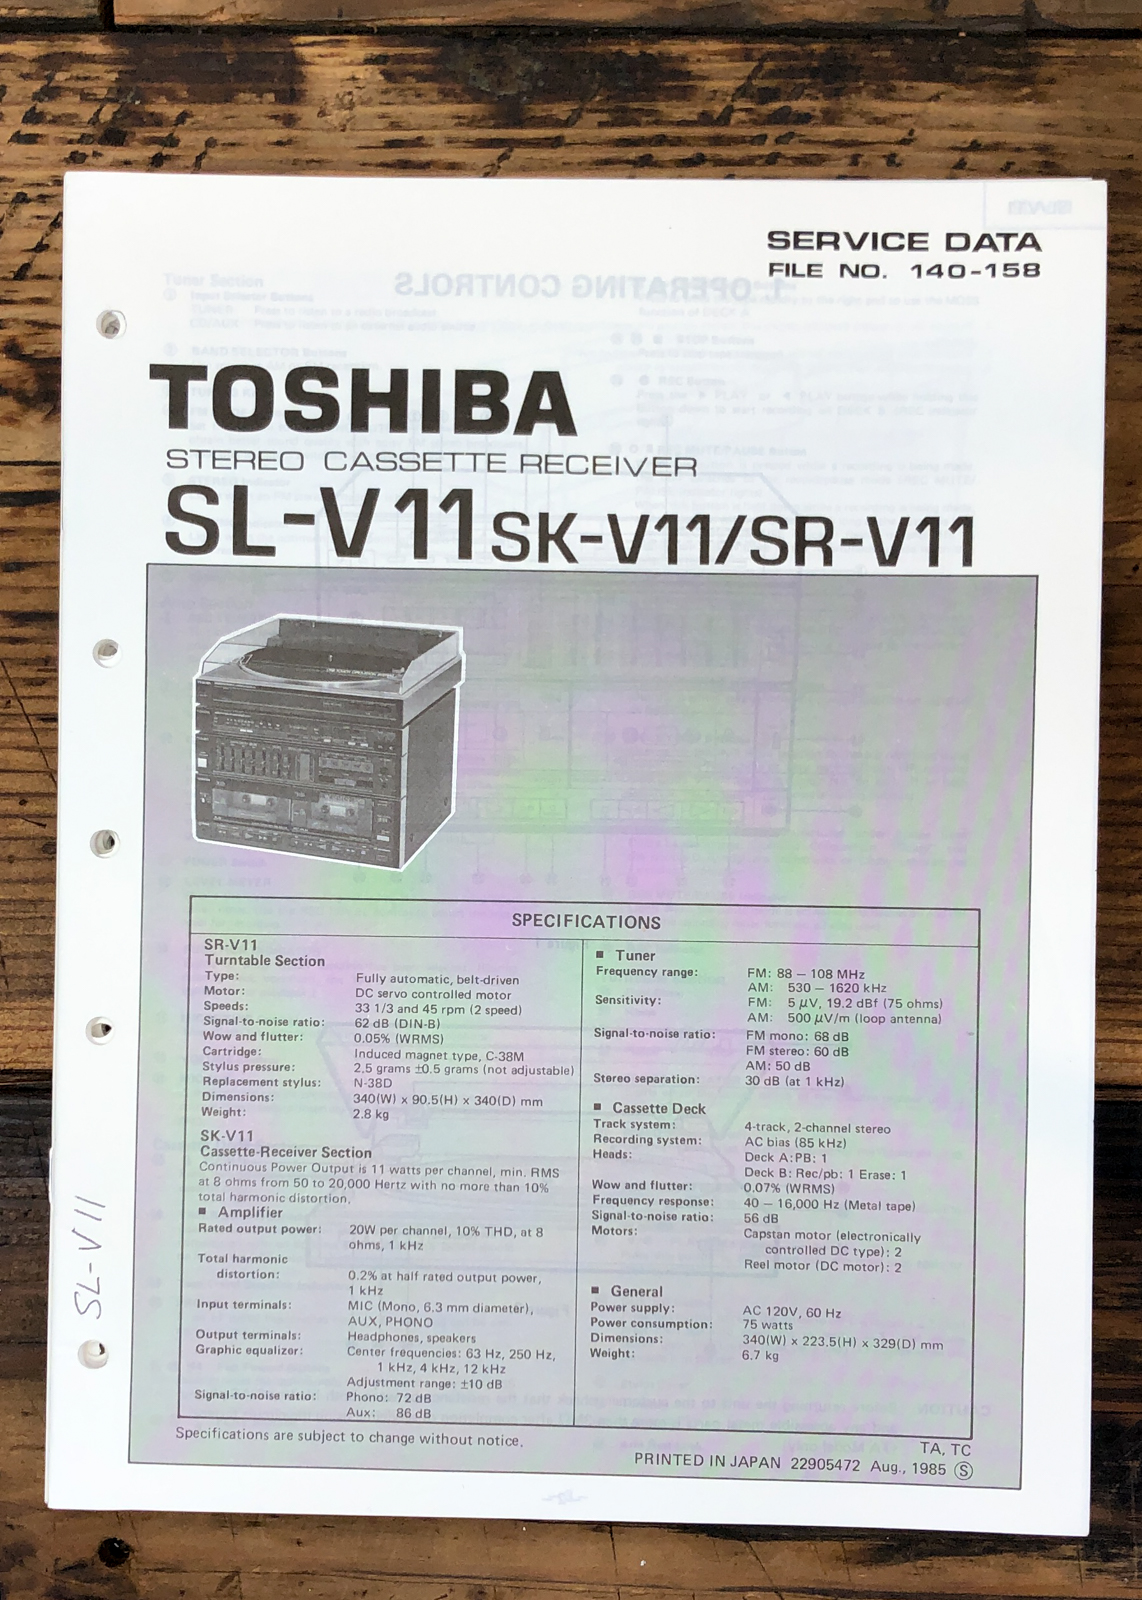 SERVICE DATA
FILE NO. 140-158
TOSHIBA
STEREO CASSETTE RECEIVER
SL-V11 SK-V11/SR-V11
SPECIFICATIONS
SR-V11
Turntable Section
Type: Fully automatic, belt-driven
Motor: DC servo controlled motor
Speeds: 33 1/3 and 45 rpm (2 speed)
Signal-to-noise ratio: 62 dB (DIN-B)
Wow and flutter: 0.05% (WRMS)
Cartridge: Induced magnet type, C-38M
Stylus pressure: 2.5 grams ±0.5 grams (not adjustable)
Replacement stylus: N-38D
Dimensions: 340(W) x 90.5(H) x 340(D) mm
Weight: 2.8 kg
SK-V11
Cassette-Receiver Section
Continuous Power Output is 11 watts per channel, min. RMS
at 8 ohms from 50 to 20,000 Hertz with no more than 10%
total harmonic distortion.
■ Amplifier
Rated output power: 20W per channel, 10% THD, at 8
ohms, 1 kHz
Total harmonic
distortion: 0.2% at half rated output power,
1 kHz
Input terminals: MIC (Mono, 6.3 mm diameter),
AUX, PHONO
Output terminals: Headphones, speakers
Graphic equalizer: Center frequencies: 63 Hz, 250 Hz,
1 kHz, 4 kHz, 12 kHz
Adjustment range: ±10 dB
Signal-to-noise ratio: Phono: 72 dB
Aux: 86 dB
■ Tuner
Frequency range: FM: 88 – 108 MHz
AM: 530 – 1620 kHz
Sensitivity: FM: 5 μV, 19.2 dBf (75 ohms)
AM: 500 μV/m (loop antenna)
Signal-to-noise ratio: FM mono: 68 dB
FM stereo: 60 dB
AM: 50 dB
Stereo separation: 30 dB (at 1 kHz)
■ Cassette Deck
Track system: 4-track, 2-channel stereo
Recording system: AC bias (85 kHz)
Heads: Deck A:PB: 1
Deck B: Rec/pb: 1 Erase: 1
Wow and flutter: 0.07% (WRMS)
Frequency response: 40 – 16,000 Hz (Metal tape)
Signal-to-noise ratio: 56 dB
Motors: Capstan motor (electronically
controlled DC type): 2
Reel motor (DC motor): 2
■ General
Power supply: AC 120V, 60 Hz
Power consumption: 75 watts
Dimensions: 340(W) x 223.5(H) x 329(D) mm
Weight: 6.7 kg
Specifications are subject to change without notice.
TA, TC
PRINTED IN JAPAN 22905472 Aug., 1985 Ⓢ
SL-V11